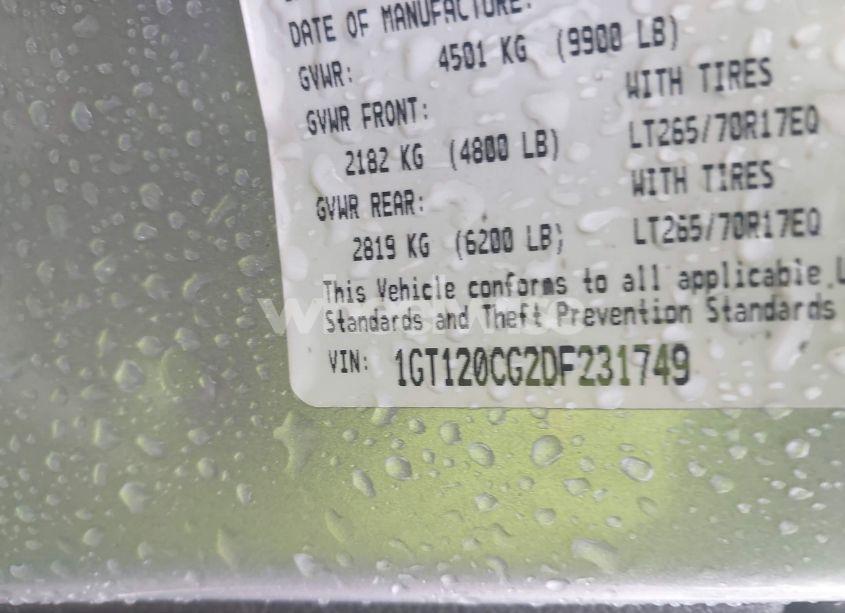 DATE OF MANUFACTURE:
GVWR: 4501 KG (9900 LB)
GVWR FRONT: WITH TIRES
2182 KG (4800 LB) LT265/70R17EQ
GVWR REAR: WITH TIRES
2819 KG (6200 LB) LT265/70R17EQ
This Vehicle conforms to all applicable U
Standards and Theft Prevention Standards
VIN: 1GT120CG2DF231749